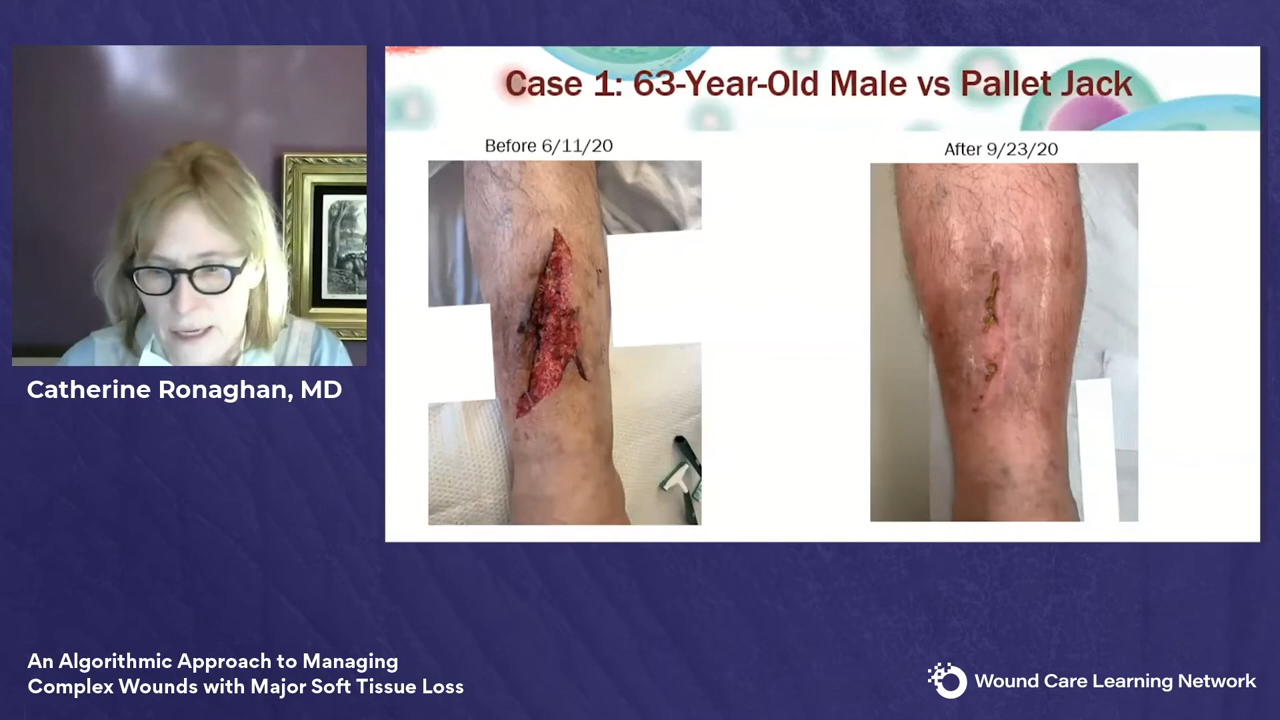 Case 1: 63-Year-Old Male vs Pallet Jack
Before 6/11/20
After 9/23/20
Catherine Ronaghan, MD
An Algorithmic Approach to Managing
Complex Wounds with Major Soft Tissue Loss
Wound Care Learning Network